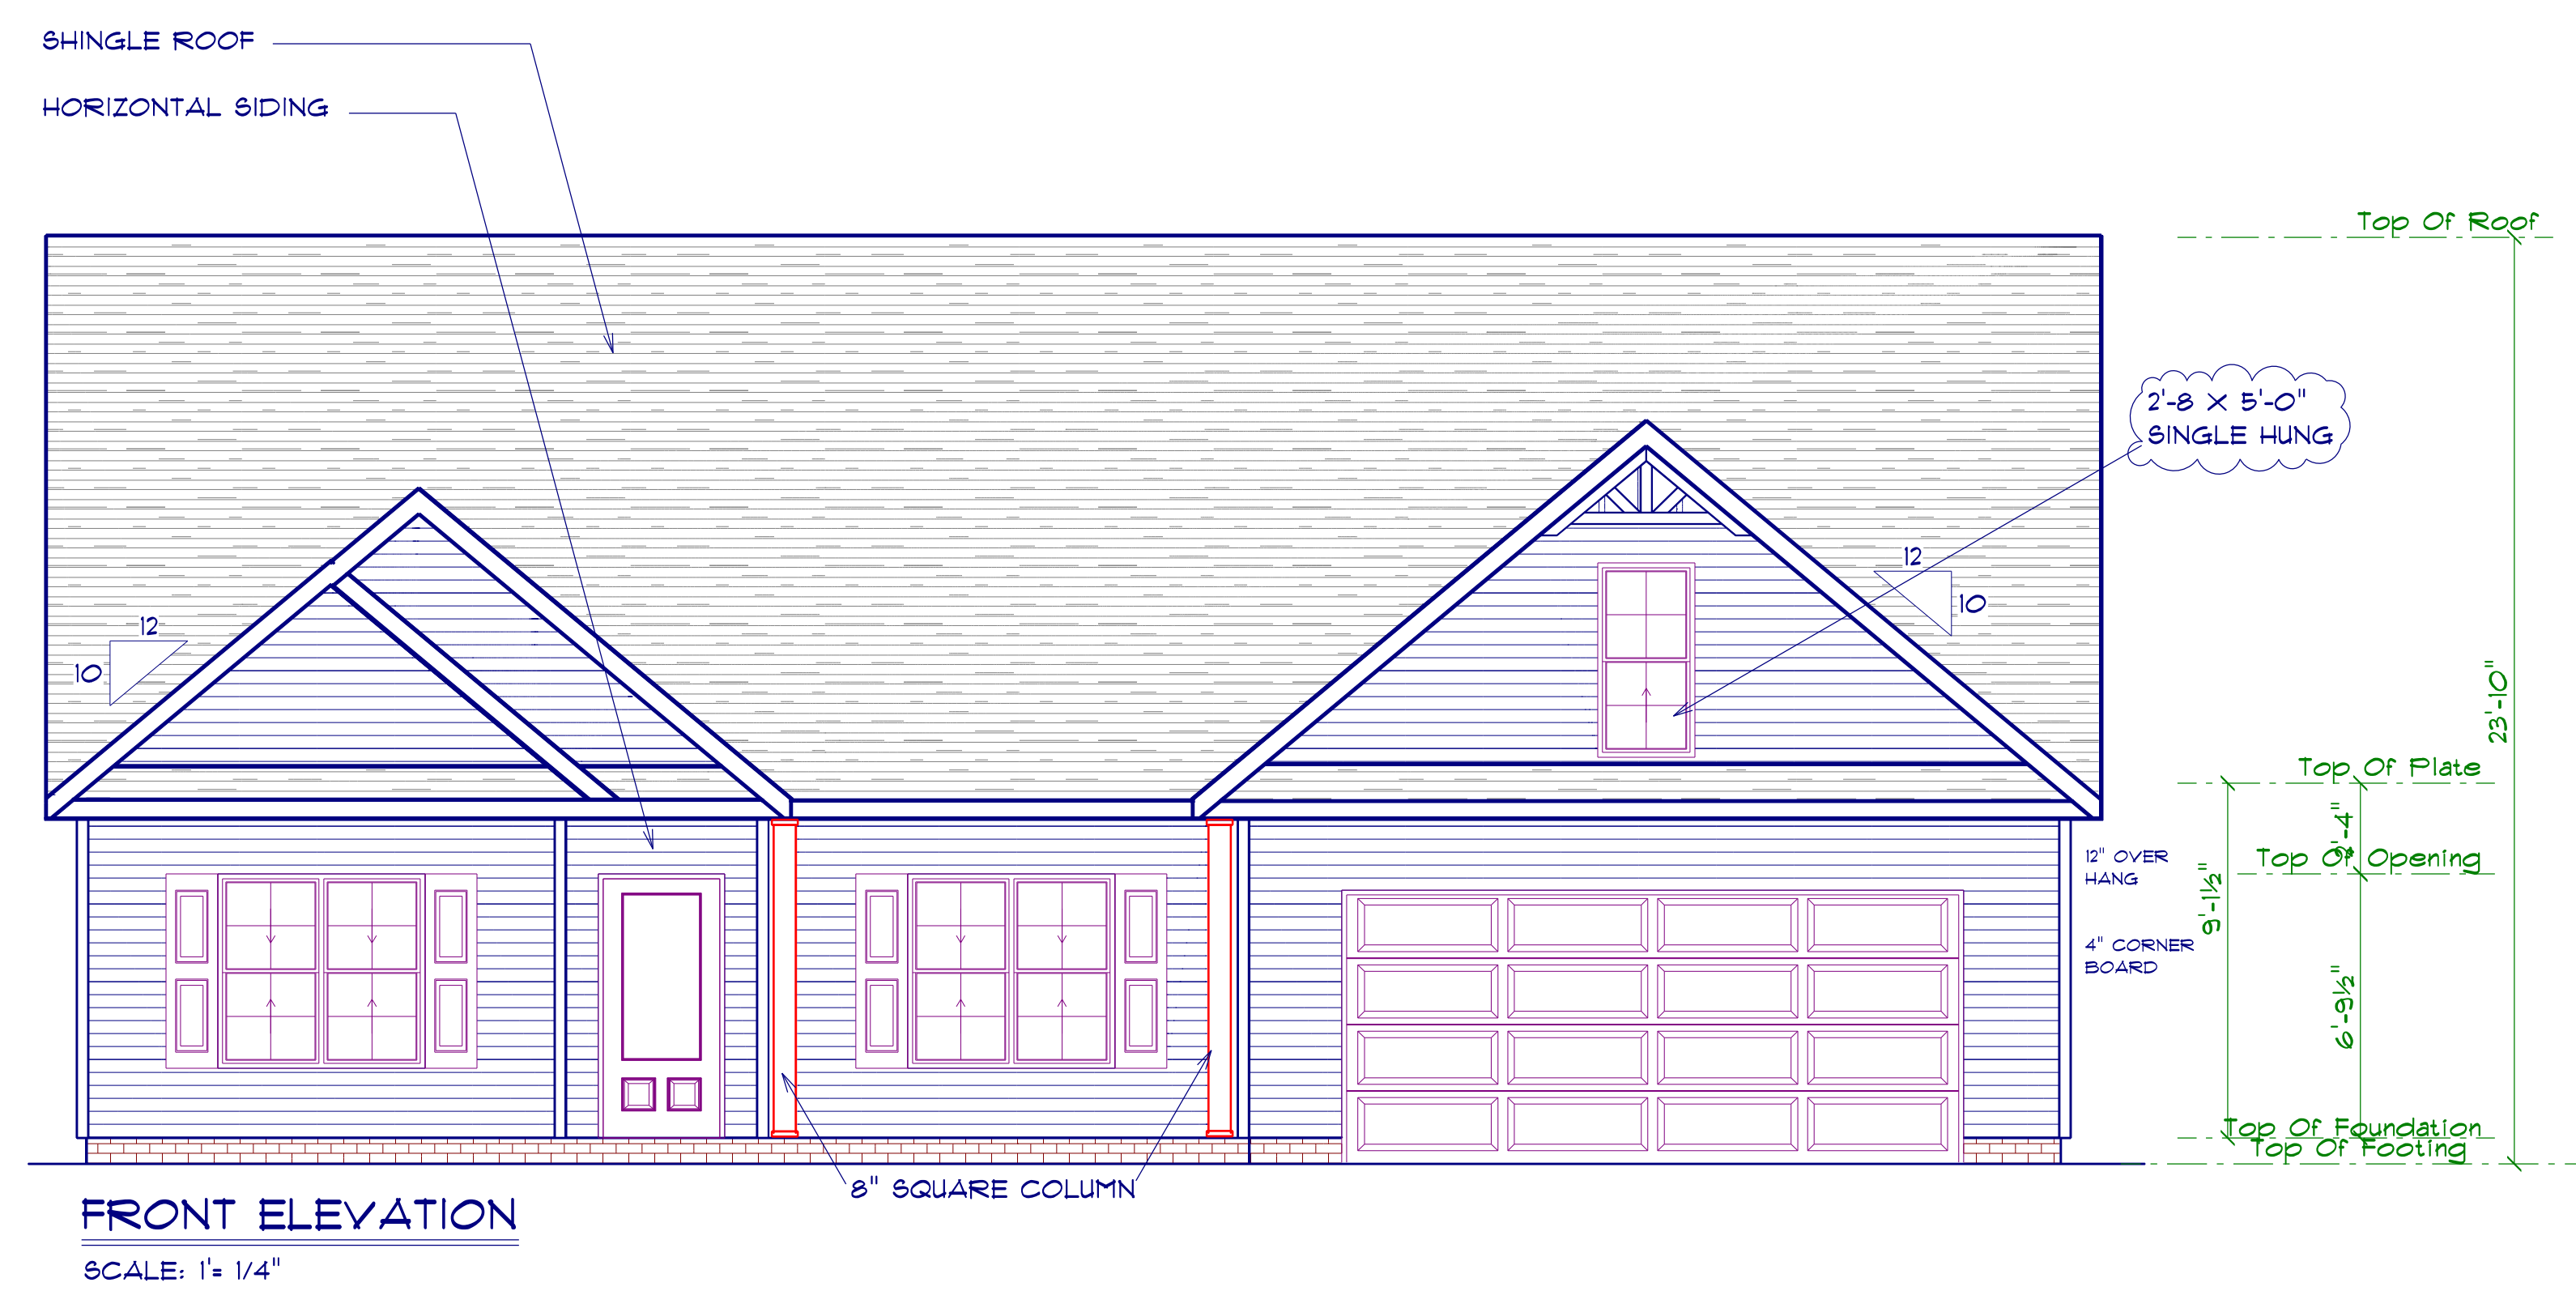 SHINGLE ROOF
HORIZONTAL SIDING
Top Of Roof
2'-8 X 5'-0"
SINGLE HUNG
12
10
12
10
23'-10"
Top Of Plate
2'-4"
Top Of Opening
12" OVER
HANG
9'-1½"
4" CORNER
BOARD
6'-9½"
Top Of Foundation
Top Of Footing
8" SQUARE COLUMN
FRONT ELEVATION
SCALE: 1'= 1/4"